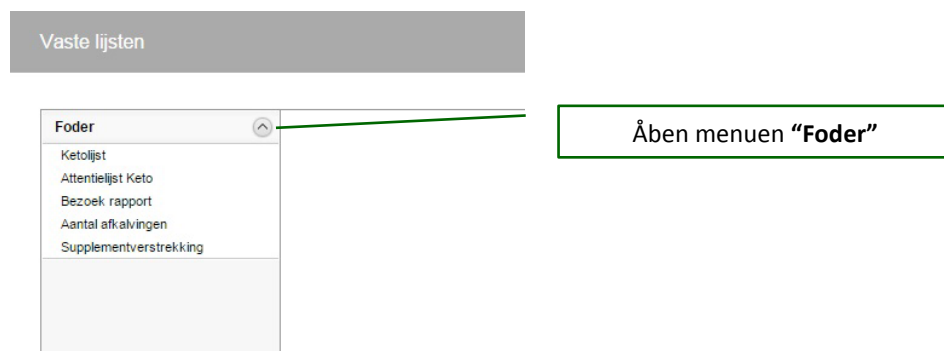 Vaste lijsten
Foder
Ketolijst
Attentielijst Keto
Bezoek rapport
Aantal afkalvingen
Supplementverstrekking
Åben menuen “Foder”